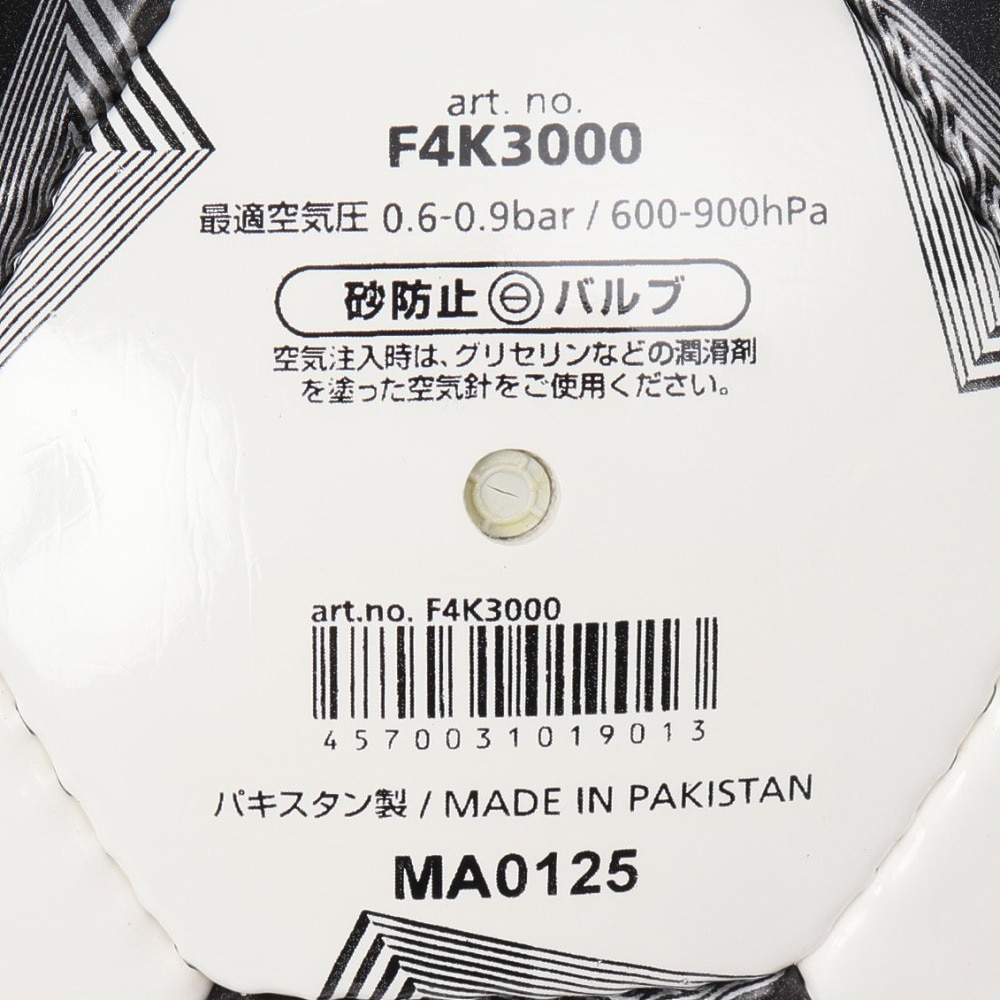 art. no.
F4K3000
最適空気圧 0.6-0.9bar / 600-900hPa
砂防止 バルブ
空気注入時は、グリセリンなどの潤滑剤
を塗った空気針をご使用ください。
art.no. F4K3000
4570031019013
パキスタン製 / MADE IN PAKISTAN
MA0125